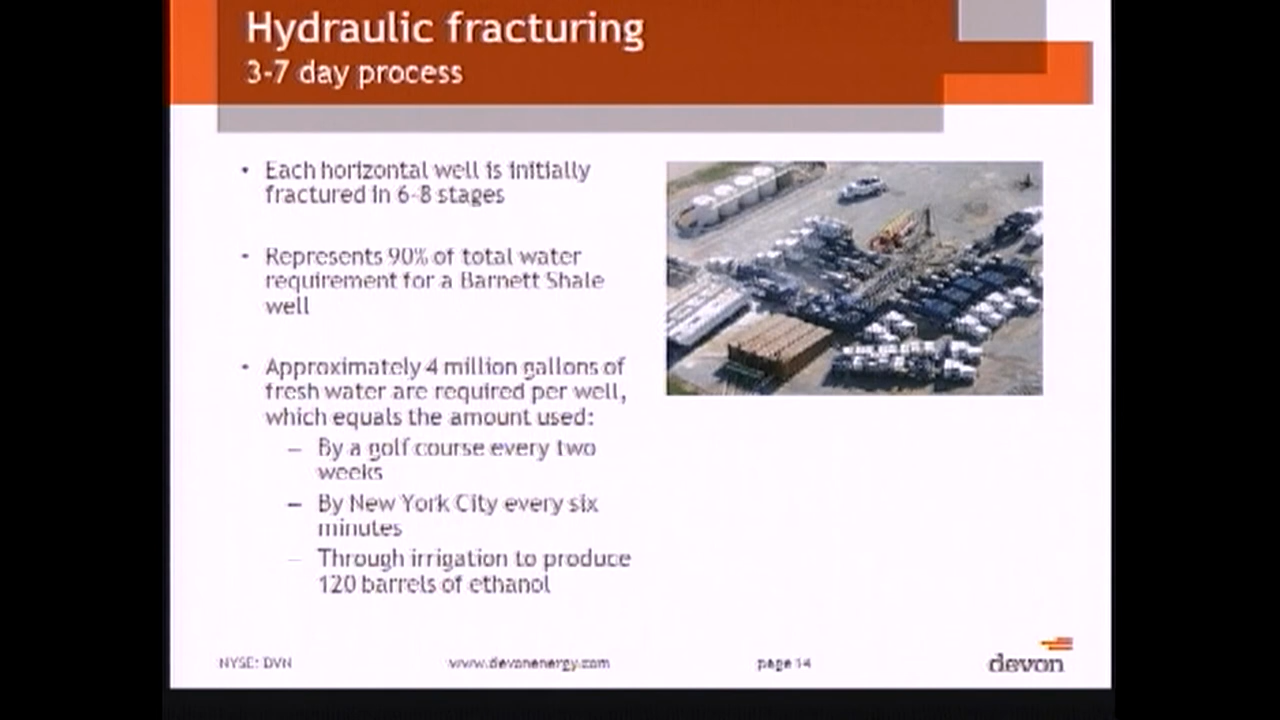 Hydraulic fracturing
3-7 day process
• Each horizontal well is initially
fractured in 6-8 stages
• Represents 90% of total water
requirement for a Barnett Shale
well
• Approximately 4 million gallons of
fresh water are required per well,
which equals the amount used:
– By a golf course every two
weeks
– By New York City every six
minutes
– Through irrigation to produce
120 barrels of ethanol
NYSE: DVN
www.devonenergy.com
page 14
devon